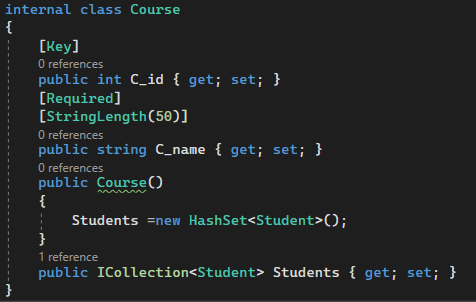 internal class Course
{
[Key]
0 references
public int C_id { get; set; }
[Required]
[StringLength(50)]
0 references
public string C_name { get; set; }
0 references
public Course()
{
Students =new HashSet<Student>();
}
1 reference
public ICollection<Student> Students { get; set; }
}